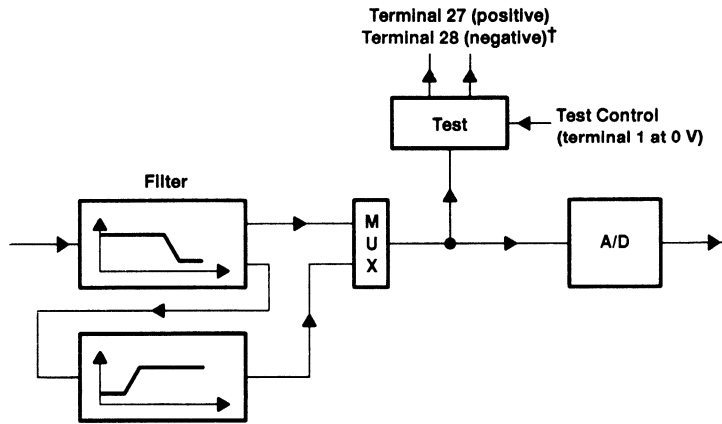 Terminal 27 (positive)
Terminal 28 (negative)†
Test
Test Control
(terminal 1 at 0 V)
Filter
M
U
X
A/D